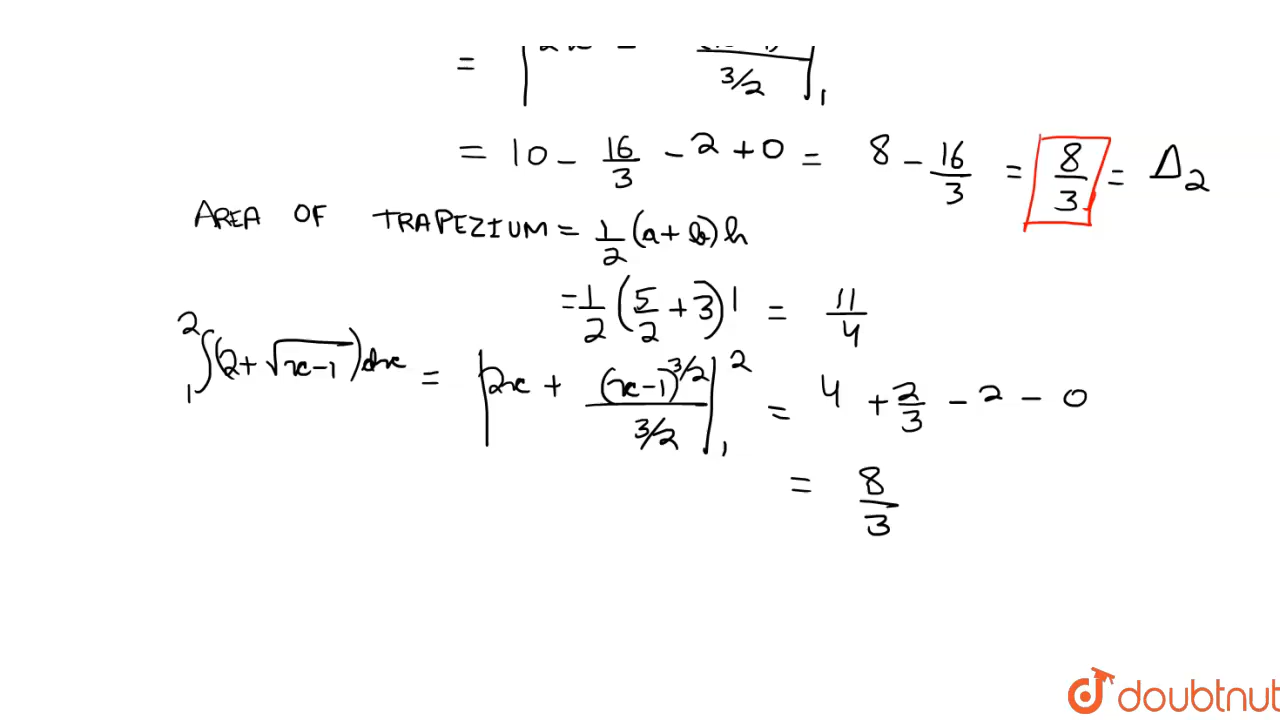 = 3/2 | 1
= 10 - 16/3 - 2 + 0 = 8 - 16/3 = 8/3 = Δ2
AREA OF TRAPEZIUM = 1/2 (a+b)h
= 1/2 (5/2 + 3) 1 = 11/4
∫₁² (2+√(x-1))dx = |2x + (x-1)^(3/2) / (3/2)|₁² = 4 + 2/3 - 2 - 0
= 8/3
doubtnut